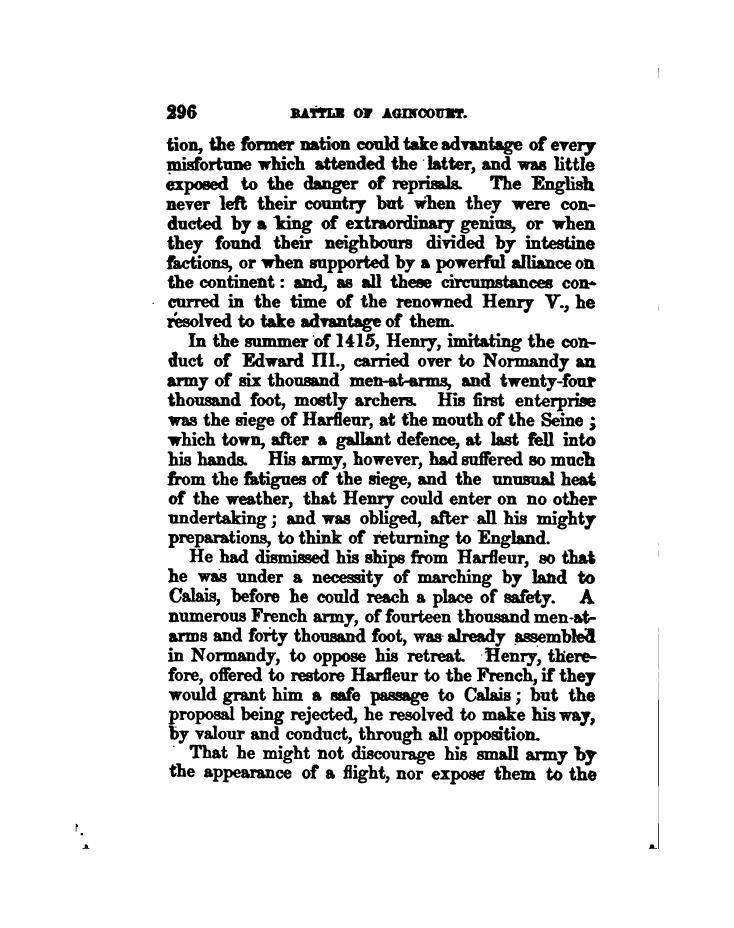 296 BATTLE OF AGINCOURT.
tion, the former nation could take advantage of every
misfortune which attended the latter, and was little
exposed to the danger of reprisals. The English
never left their country but when they were con-
ducted by a king of extraordinary genius, or when
they found their neighbours divided by intestine
factions, or when supported by a powerful alliance on
the continent : and, as all these circumstances con-
curred in the time of the renowned Henry V., he
resolved to take advantage of them.
In the summer of 1415, Henry, imitating the con-
duct of Edward III., carried over to Normandy an
army of six thousand men-at-arms, and twenty-four
thousand foot, mostly archers. His first enterprise
was the siege of Harfleur, at the mouth of the Seine ;
which town, after a gallant defence, at last fell into
his hands. His army, however, had suffered so much
from the fatigues of the siege, and the unusual heat
of the weather, that Henry could enter on no other
undertaking ; and was obliged, after all his mighty
preparations, to think of returning to England.
He had dismissed his ships from Harfleur, so that
he was under a necessity of marching by land to
Calais, before he could reach a place of safety. A
numerous French army, of fourteen thousand men-at-
arms and forty thousand foot, was already assembled
in Normandy, to oppose his retreat. Henry, there-
fore, offered to restore Harfleur to the French, if they
would grant him a safe passage to Calais ; but the
proposal being rejected, he resolved to make his way,
by valour and conduct, through all opposition.
That he might not discourage his small army by
the appearance of a flight, nor expose them to the